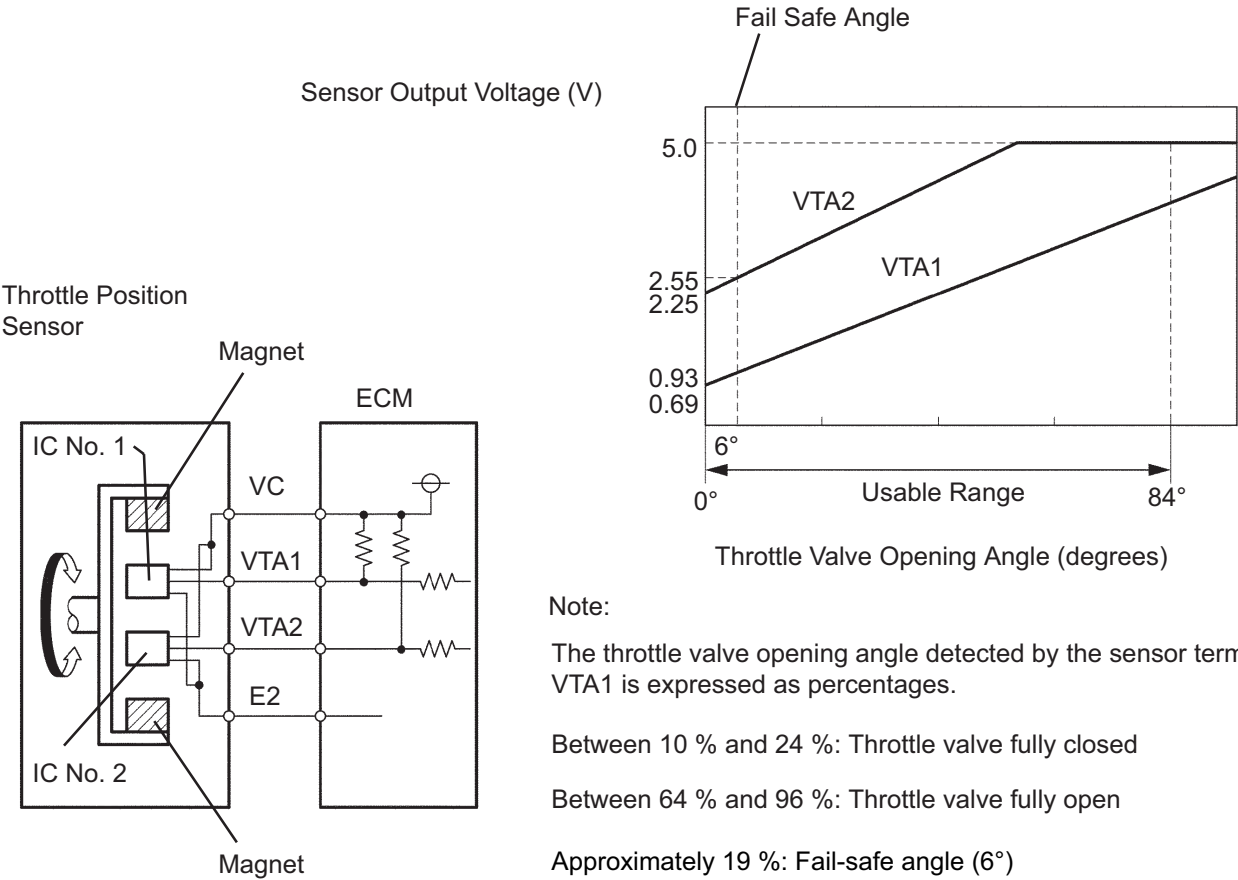 Fail Safe Angle
Sensor Output Voltage (V)
5.0
VTA2
VTA1
2.55
2.25
0.93
0.69
6°
Usable Range
0°
84°
Throttle Valve Opening Angle (degrees)
Throttle Position
Sensor
Magnet
ECM
IC No. 1
VC
VTA1
VTA2
E2
IC No. 2
Magnet
Note:
The throttle valve opening angle detected by the sensor term
VTA1 is expressed as percentages.
Between 10 % and 24 %: Throttle valve fully closed
Between 64 % and 96 %: Throttle valve fully open
Approximately 19 %: Fail-safe angle (6°)